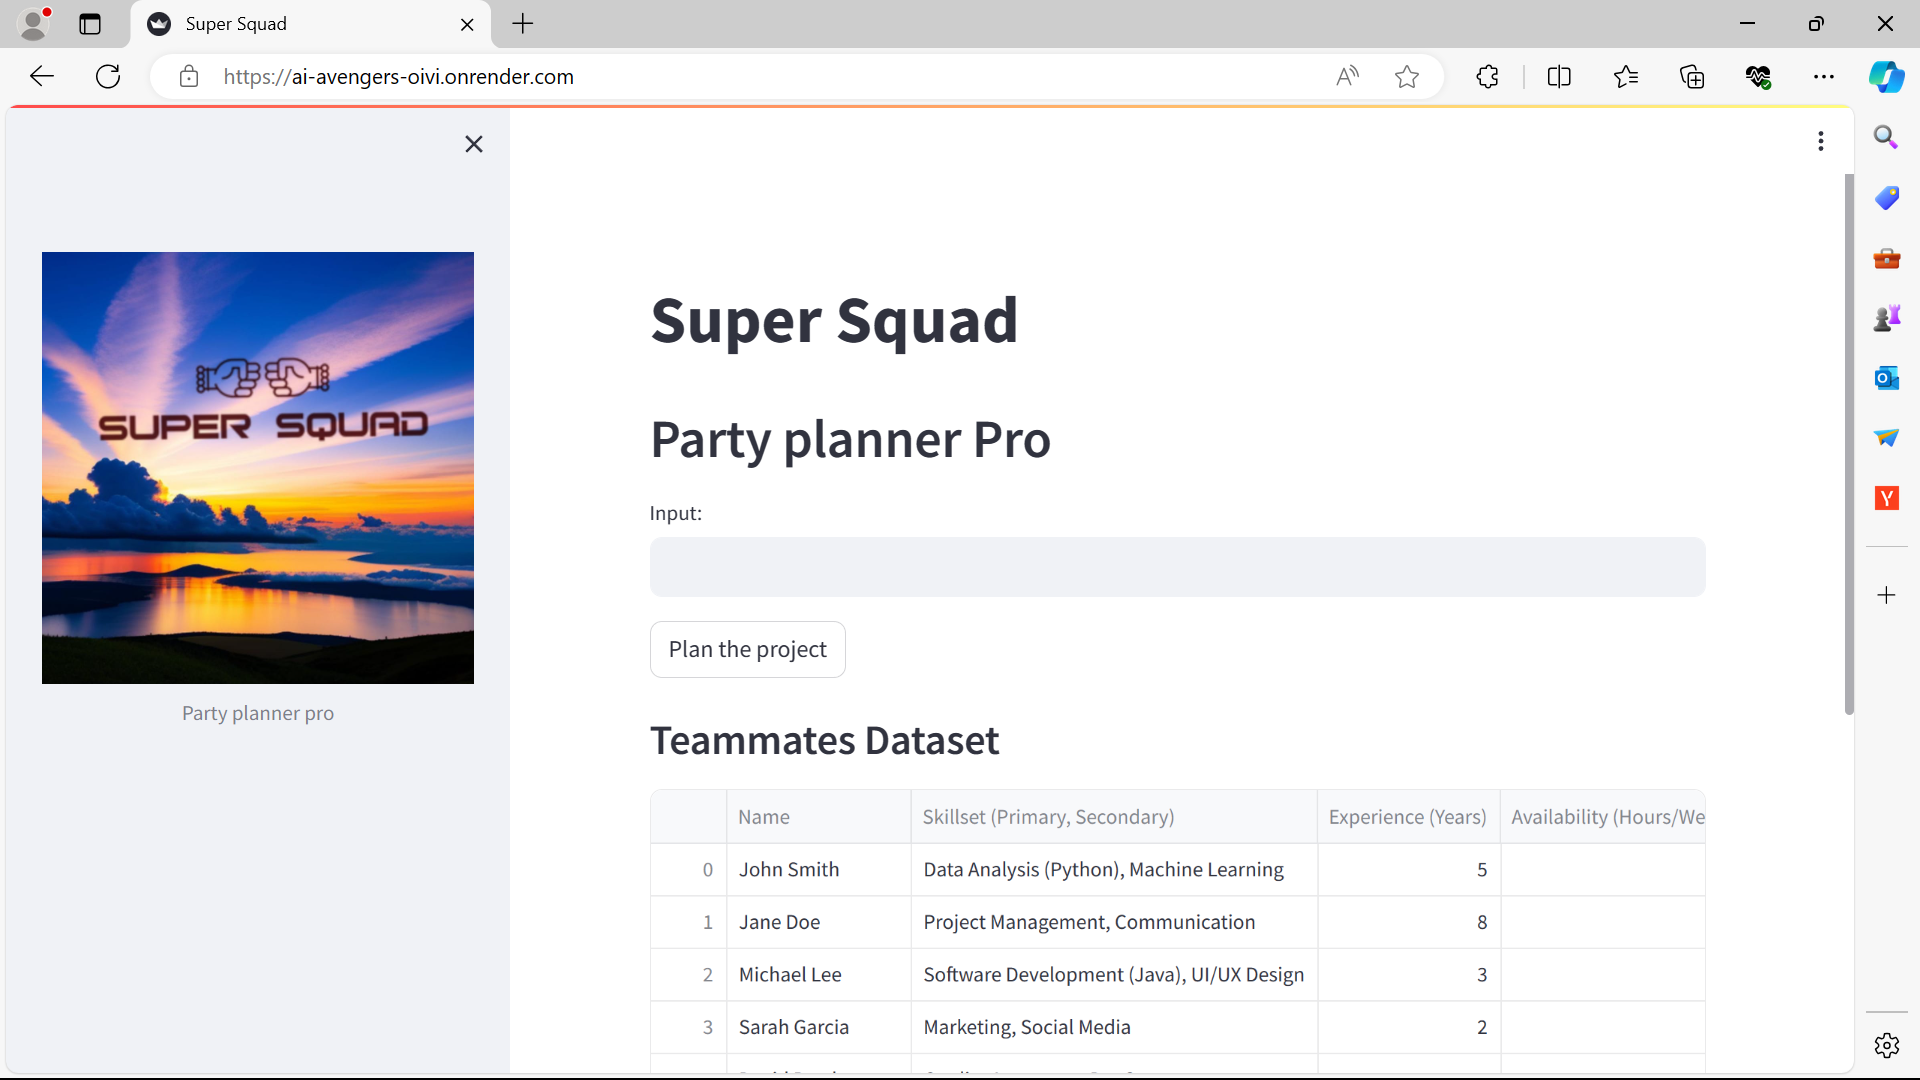 Super Squad
https://ai-avengers-oivi.onrender.com
SUPER SQUAD
Party planner pro
Super Squad
Party planner Pro
Input:
Plan the project
Teammates Dataset
Name Skillset (Primary, Secondary) Experience (Years) Availability (Hours/We
0 John Smith Data Analysis (Python), Machine Learning 5
1 Jane Doe Project Management, Communication 8
2 Michael Lee Software Development (Java), UI/UX Design 3
3 Sarah Garcia Marketing, Social Media 2